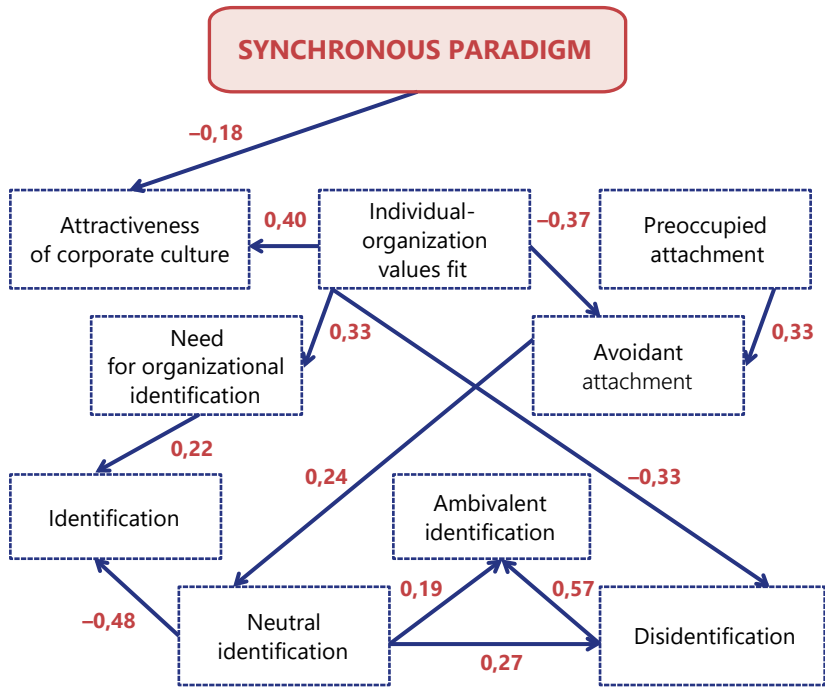 SYNCHRONOUS PARADIGM
–0,18
Attractiveness
of corporate culture
0,40
Individual-
organization
values fit
–0,37
Preoccupied
attachment
Need
for organizational
identification
0,33
Avoidant
attachment
0,33
0,22
Identification
0,24
Ambivalent
identification
–0,33
–0,48
Neutral
identification
0,19
0,57
0,27
Disidentification